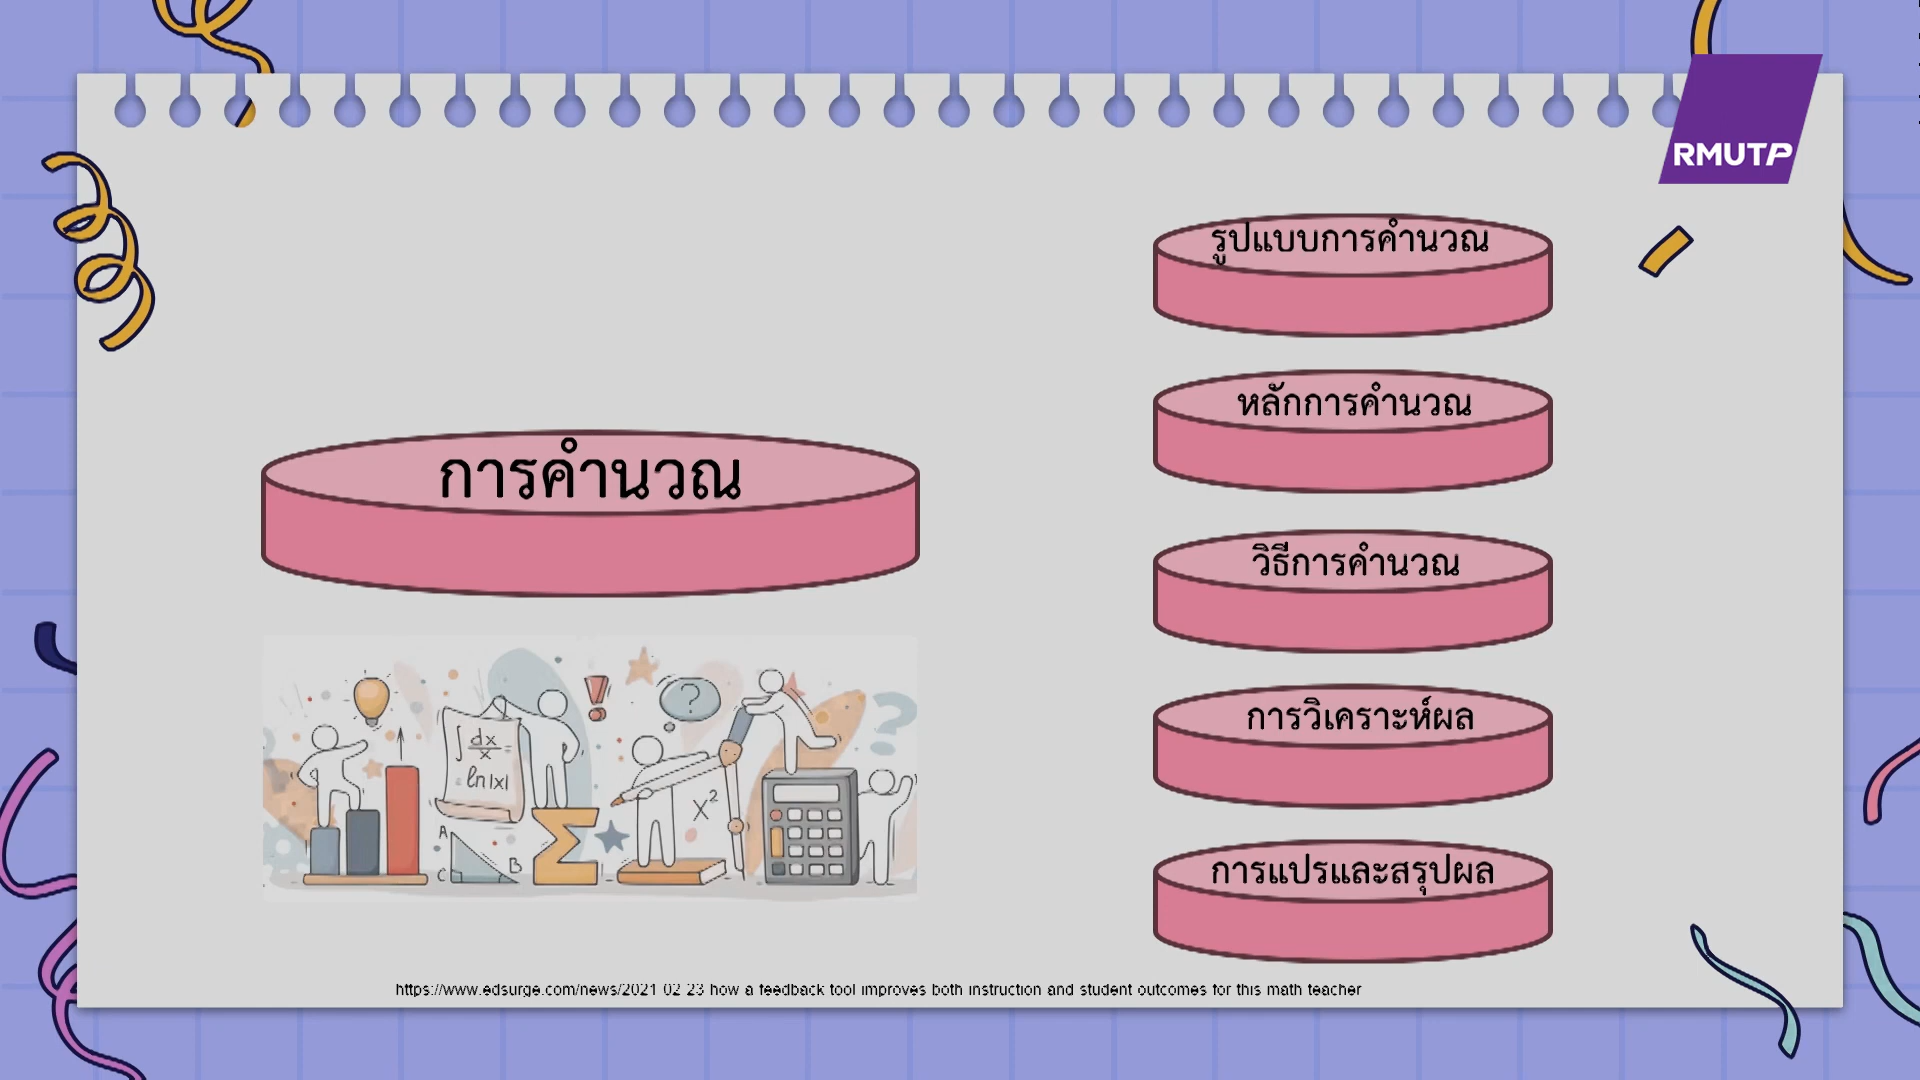 RMUTP
รูปแบบการคำนวณ
หลักการคำนวณ
การคำนวณ
วิธีการคำนวณ
การวิเคราะห์ผล
การแปรและสรุปผล
∫ dx/x =
ln|x|
?
!
?
X²
A
B
C
https://www.edsurge.com/news/2021 02 23 how a feedback tool improves both instruction and student outcomes for this math teacher